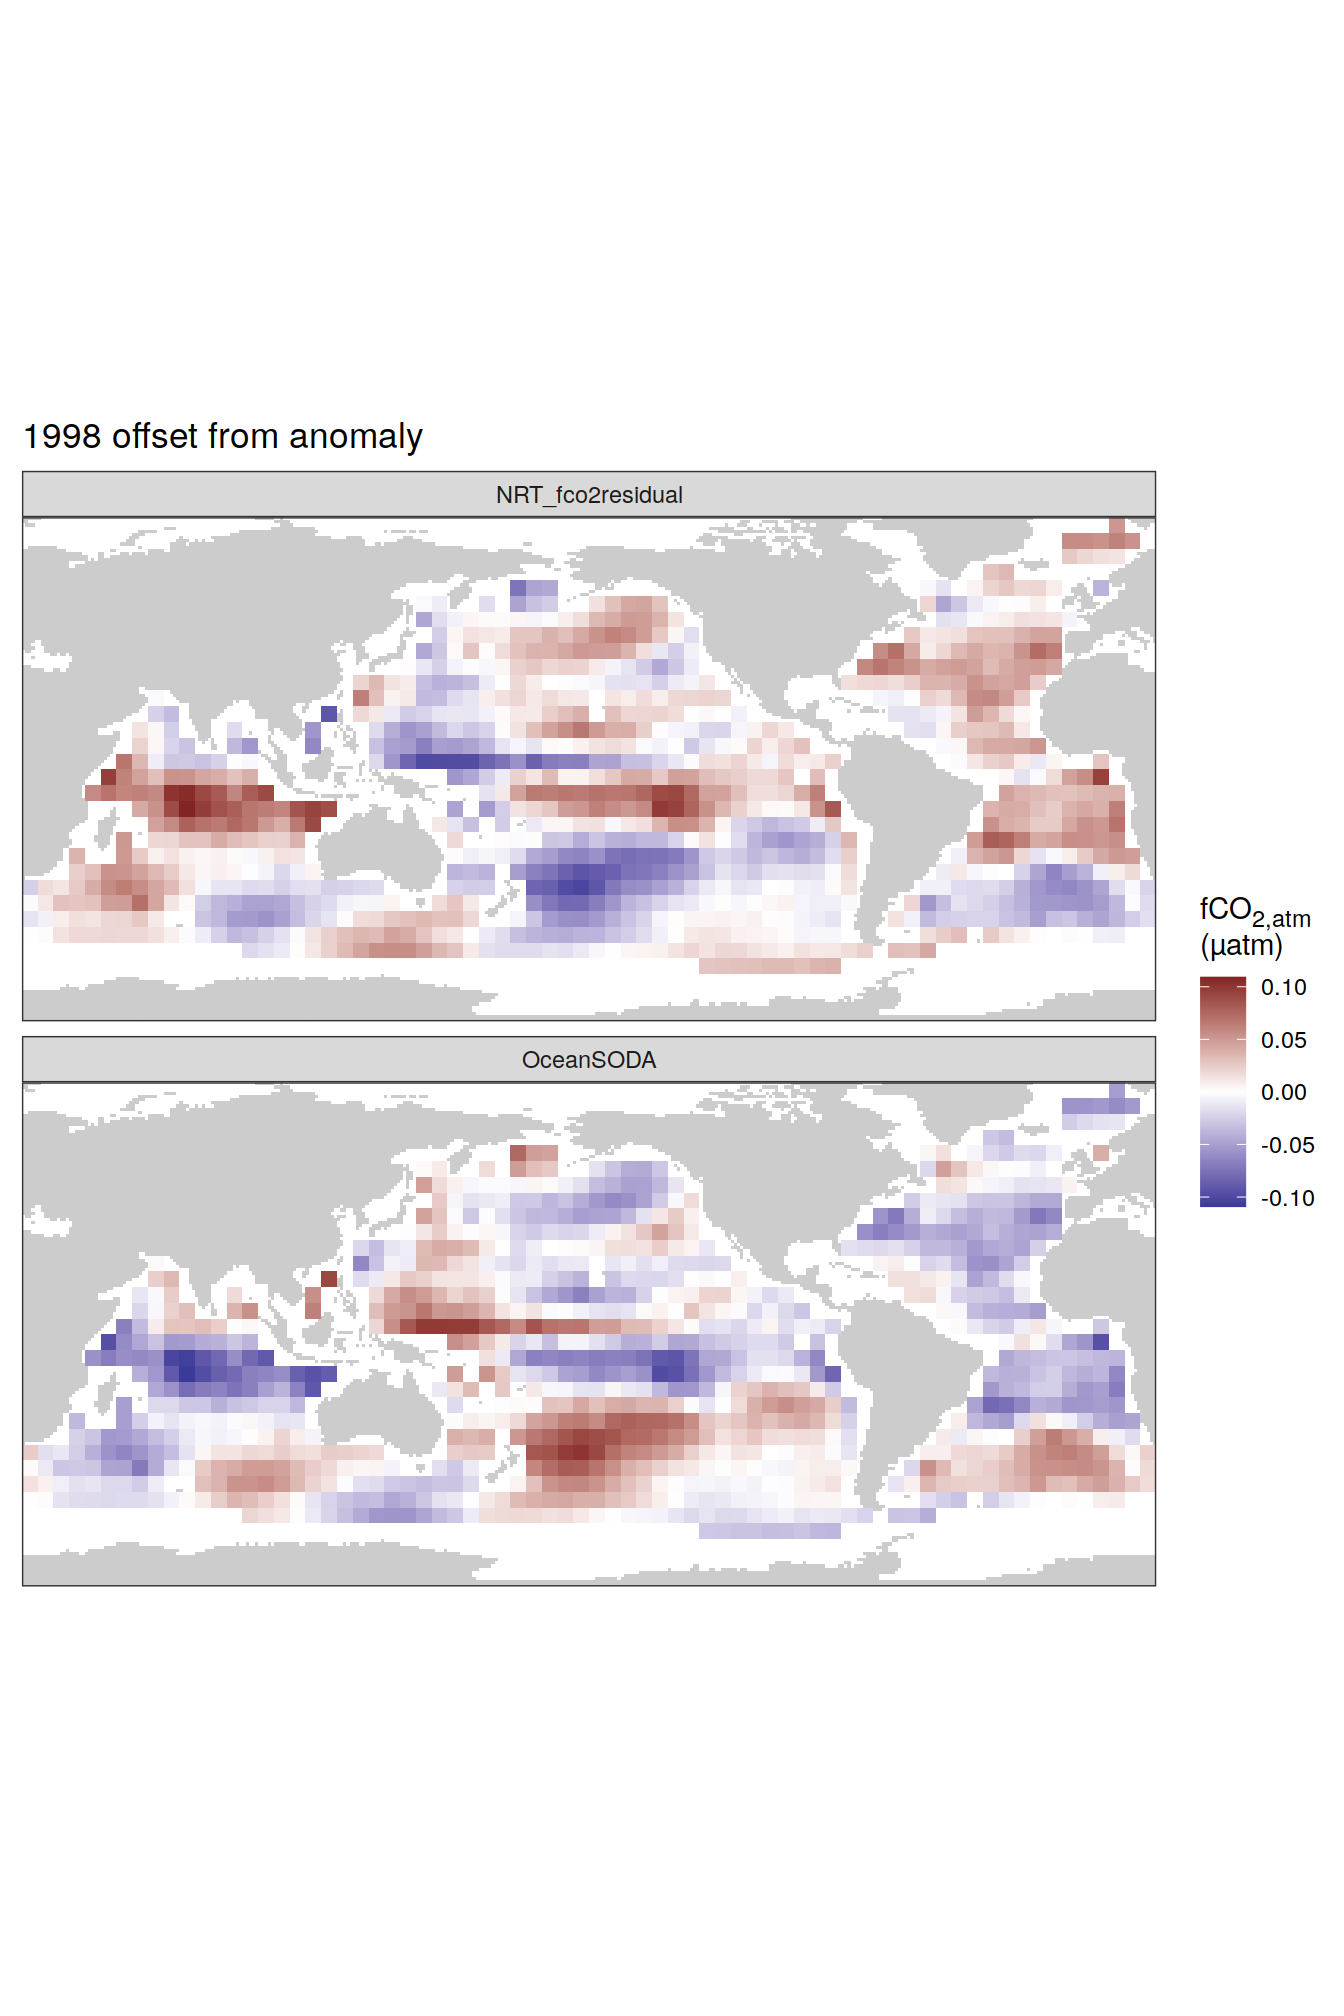 1998 offset from anomaly
NRT_fco2residual
OceanSODA
fCO2,atm
(µatm)
0.10
0.05
0.00
-0.05
-0.10